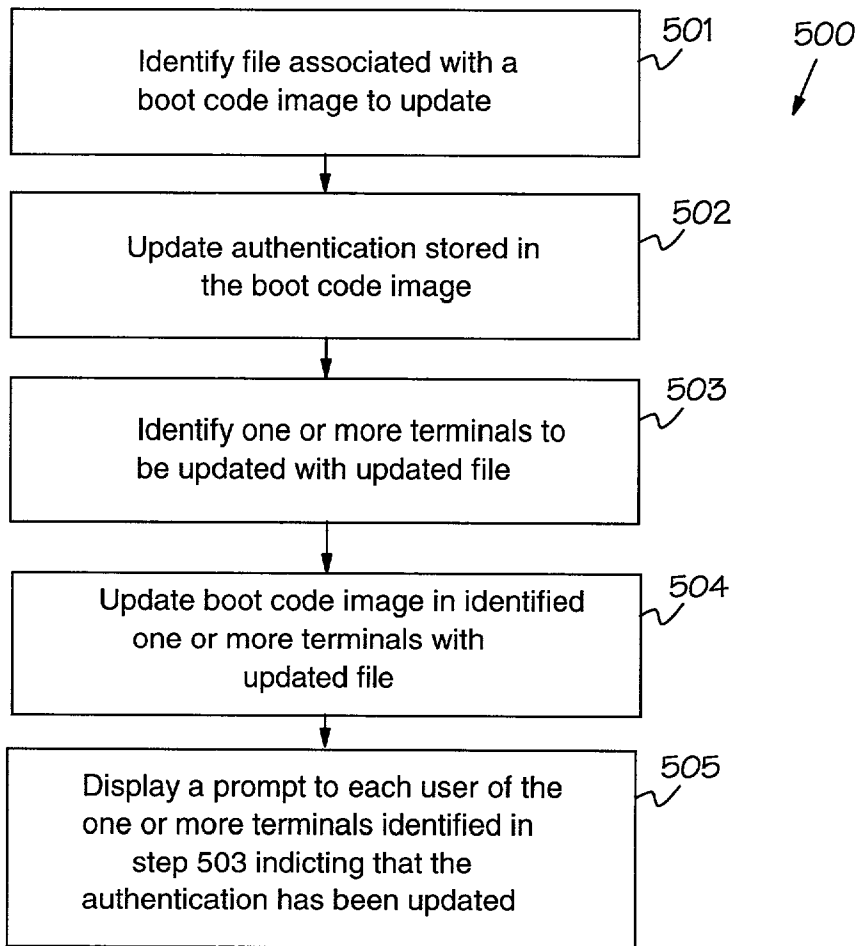 501
500
Identify file associated with a
boot code image to update
502
Update authentication stored in
the boot code image
503
Identify one or more terminals to
be updated with updated file
504
Update boot code image in identified
one or more terminals with
updated file
505
Display a prompt to each user of the
one or more terminals identified in
step 503 indicting that the
authentication has been updated